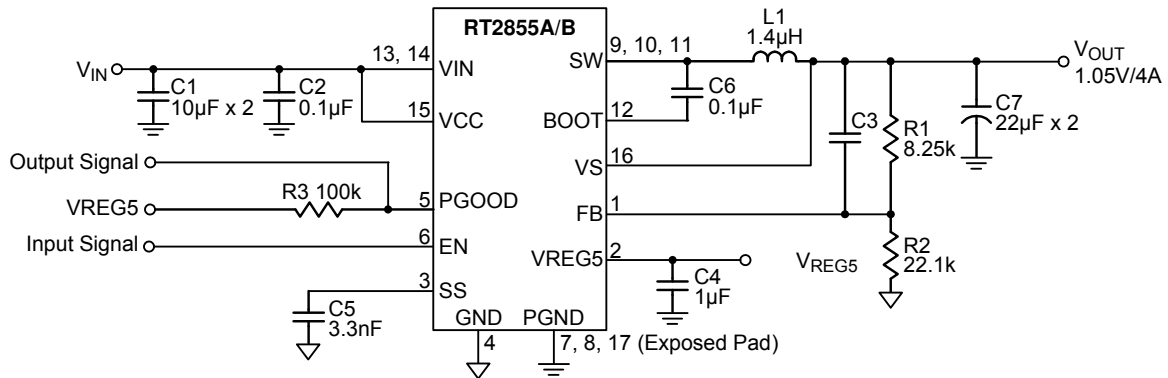 RT2855A/B
V_IN
C1
10µF x 2
C2
0.1µF
13, 14
VIN
15
VCC
Output Signal
VREG5
R3 100k
5
PGOOD
Input Signal
6
EN
3
SS
C5
3.3nF
GND
4
PGND
7, 8, 17 (Exposed Pad)
SW
9, 10, 11
L1
1.4µH
C6
0.1µF
BOOT
12
VS
16
FB
1
VREG5
2
C4
1µF
V_REG5
C3
R1
8.25k
R2
22.1k
C7
22µF x 2
V_OUT
1.05V/4A